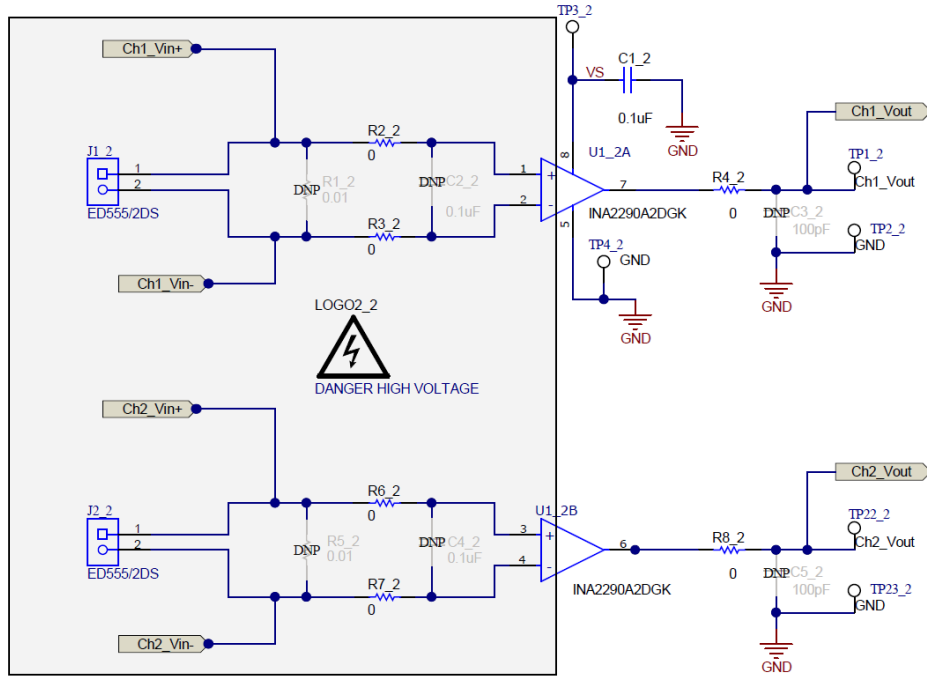 TP3_2
Ch1_Vin+
C1_2
VS
0.1uF
GND
Ch1_Vout
J1_2
1
2
ED555/2DS
R2_2
0
DNP
R1_2
0.01
DNP
C2_2
0.1uF
R3_2
0
1
+
2
-
8
U1_2A
7
5
INA2290A2DGK
R4_2
0
TP1_2
Ch1_Vout
DNP
C3_2
100pF
TP2_2
GND
GND
TP4_2
GND
GND
Ch1_Vin-
LOGO2_2
DANGER HIGH VOLTAGE
Ch2_Vin+
Ch2_Vout
J2_2
1
2
ED555/2DS
R6_2
0
DNP
R5_2
0.01
DNP
C4_2
0.1uF
R7_2
0
U1_2B
3
+
4
-
6
INA2290A2DGK
R8_2
0
TP22_2
Ch2_Vout
DNP
C5_2
100pF
TP23_2
GND
GND
Ch2_Vin-